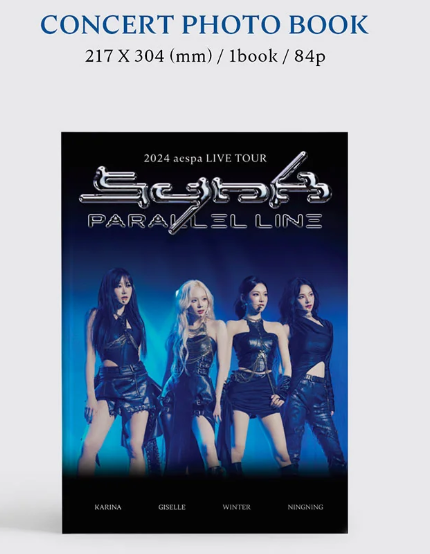 CONCERT PHOTO BOOK
217 X 304 (mm) / 1book / 84p
2024 aespa LIVE TOUR
SYNK
PARALLEL LINE
KARINA GISELLE WINTER NINGNING